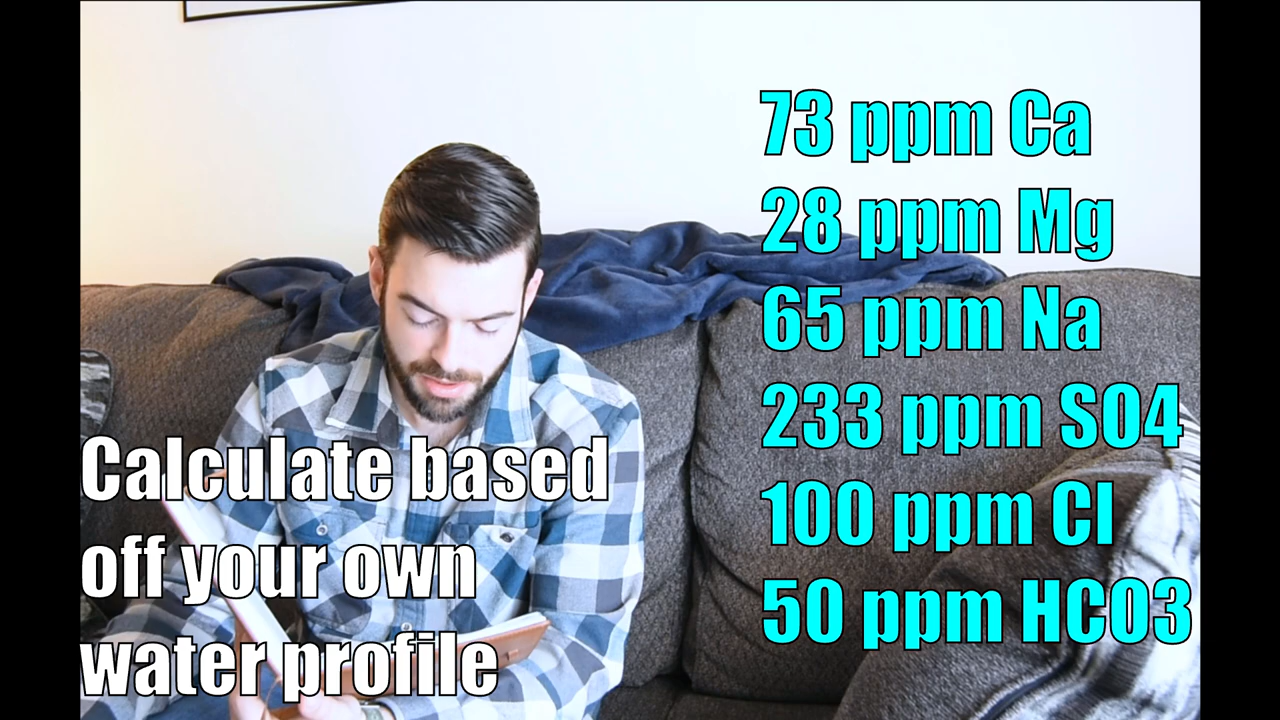 73 ppm Ca
28 ppm Mg
65 ppm Na
233 ppm SO4
100 ppm Cl
50 ppm HCO3
Calculate based
off your own
water profile